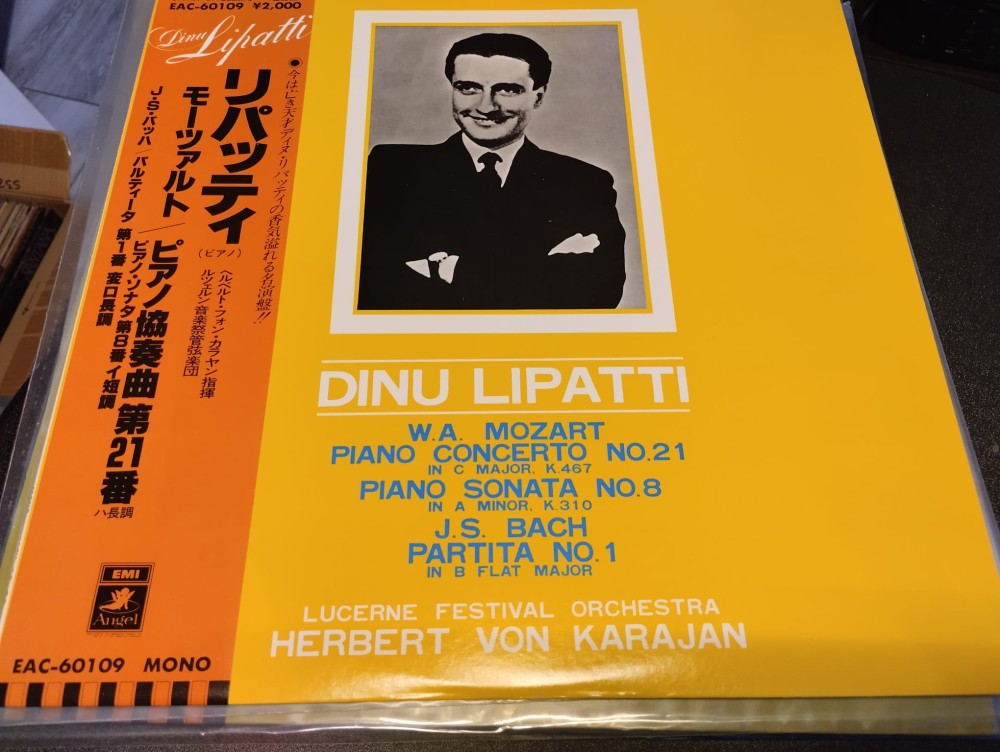 EAC-60109 ¥2,000
Dinu Lipatti
●今は亡き天才ディヌ・リパッティの香気溢れる名演盤!!
リパッティ
(ピアノ)
ヘルベルト・フォン・カラヤン指揮
ルツェルン音楽祭管弦楽団
モーツァルト/ピアノ協奏曲 第21番
ハ長調
ピアノ・ソナタ 第8番 イ短調
J・S・バッハ/パルティータ 第1番 変ロ長調
EMI
Angel
EAC-60109 MONO
DINU LIPATTI
W.A. MOZART
PIANO CONCERTO NO.21
IN C MAJOR, K.467
PIANO SONATA NO.8
IN A MINOR, K.310
J.S. BACH
PARTITA NO.1
IN B FLAT MAJOR
LUCERNE FESTIVAL ORCHESTRA
HERBERT VON KARAJAN